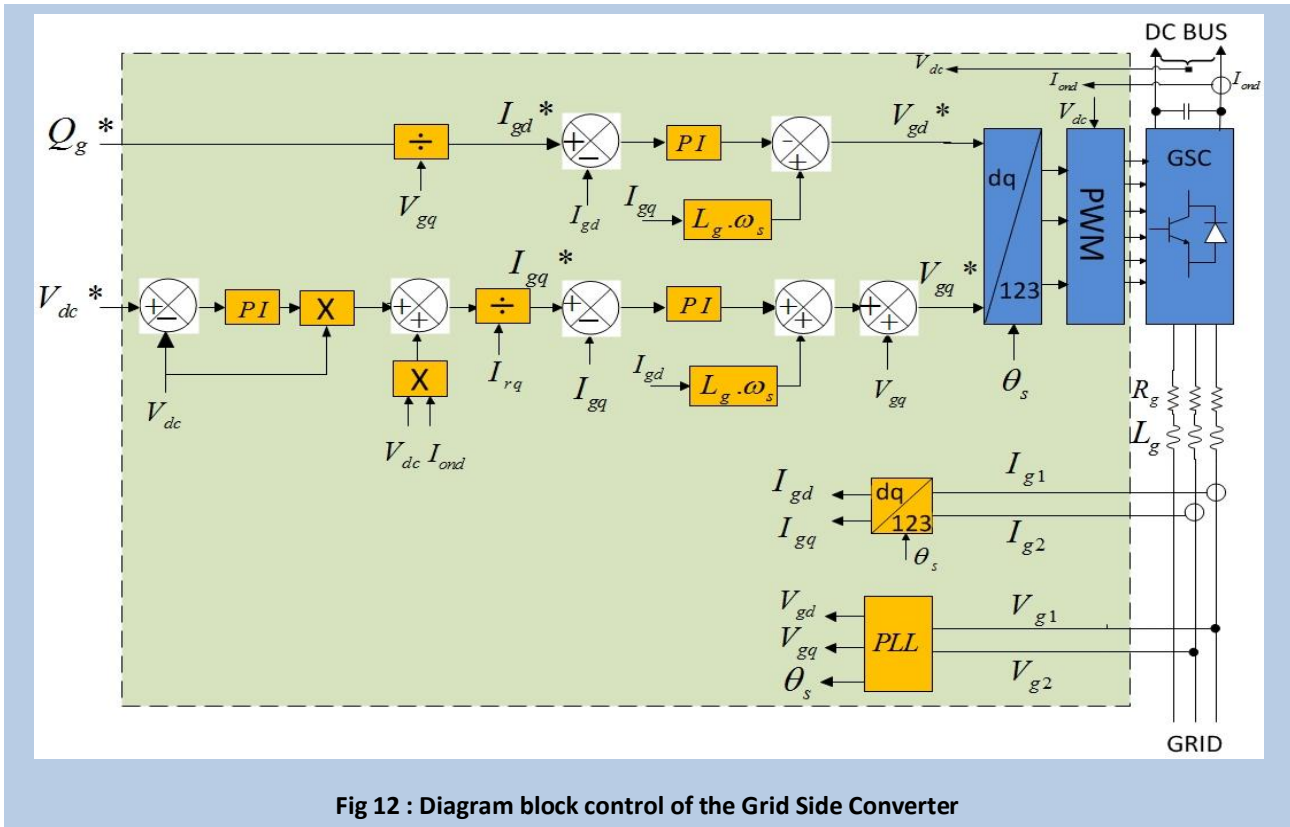 DC BUS
V_dc
I_ond
I_ond
V_dc
Q_g *
÷
I_gd *
+
−
PI
-
+
V_gd *
V_gq
I_gd
I_gq
L_g .ω_s
dq
123
PWM
GSC
V_dc *
+
−
PI
X
+
+
÷
I_gq *
+
−
PI
+
+
+
+
V_gq *
V_dc
X
V_dc I_ond
I_rq
I_gq
I_gd
L_g .ω_s
V_gq
θ_s
R_g
L_g
I_gd
I_gq
dq
123
θ_s
I_g1
I_g2
V_gd
V_gq
θ_s
PLL
V_g1
V_g2
GRID
Fig 12 : Diagram block control of the Grid Side Converter